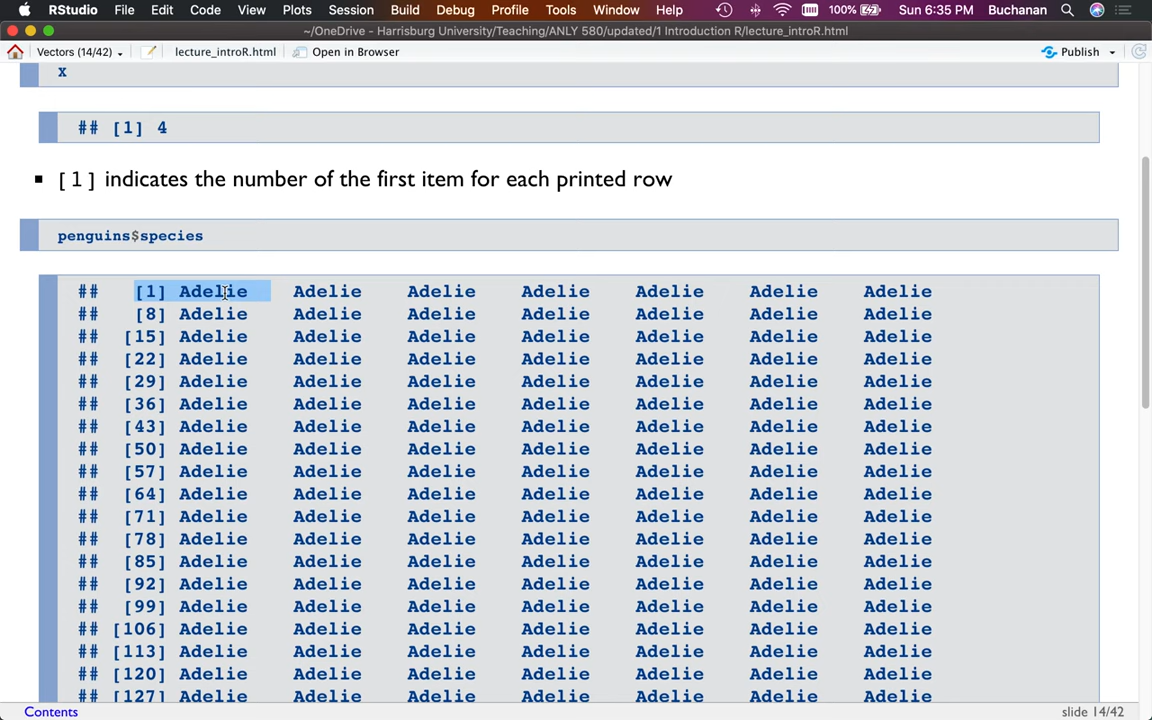 RStudio File Edit Code View Plots Session Build Debug Profile Tools Window Help 100% Sun 6:35 PM Buchanan
~/OneDrive - Harrisburg University/Teaching/ANLY 580/updated/1 Introduction R/lecture_introR.html
Vectors (14/42) lecture_introR.html Open in Browser Publish
x
## [1] 4
▪ [1] indicates the number of the first item for each printed row
penguins$species
## [1] Adelie Adelie Adelie Adelie Adelie Adelie Adelie
## [8] Adelie Adelie Adelie Adelie Adelie Adelie Adelie
## [15] Adelie Adelie Adelie Adelie Adelie Adelie Adelie
## [22] Adelie Adelie Adelie Adelie Adelie Adelie Adelie
## [29] Adelie Adelie Adelie Adelie Adelie Adelie Adelie
## [36] Adelie Adelie Adelie Adelie Adelie Adelie Adelie
## [43] Adelie Adelie Adelie Adelie Adelie Adelie Adelie
## [50] Adelie Adelie Adelie Adelie Adelie Adelie Adelie
## [57] Adelie Adelie Adelie Adelie Adelie Adelie Adelie
## [64] Adelie Adelie Adelie Adelie Adelie Adelie Adelie
## [71] Adelie Adelie Adelie Adelie Adelie Adelie Adelie
## [78] Adelie Adelie Adelie Adelie Adelie Adelie Adelie
## [85] Adelie Adelie Adelie Adelie Adelie Adelie Adelie
## [92] Adelie Adelie Adelie Adelie Adelie Adelie Adelie
## [99] Adelie Adelie Adelie Adelie Adelie Adelie Adelie
## [106] Adelie Adelie Adelie Adelie Adelie Adelie Adelie
## [113] Adelie Adelie Adelie Adelie Adelie Adelie Adelie
## [120] Adelie Adelie Adelie Adelie Adelie Adelie Adelie
## [127] Adelie Adelie Adelie Adelie Adelie Adelie Adelie
Contents slide 14/42